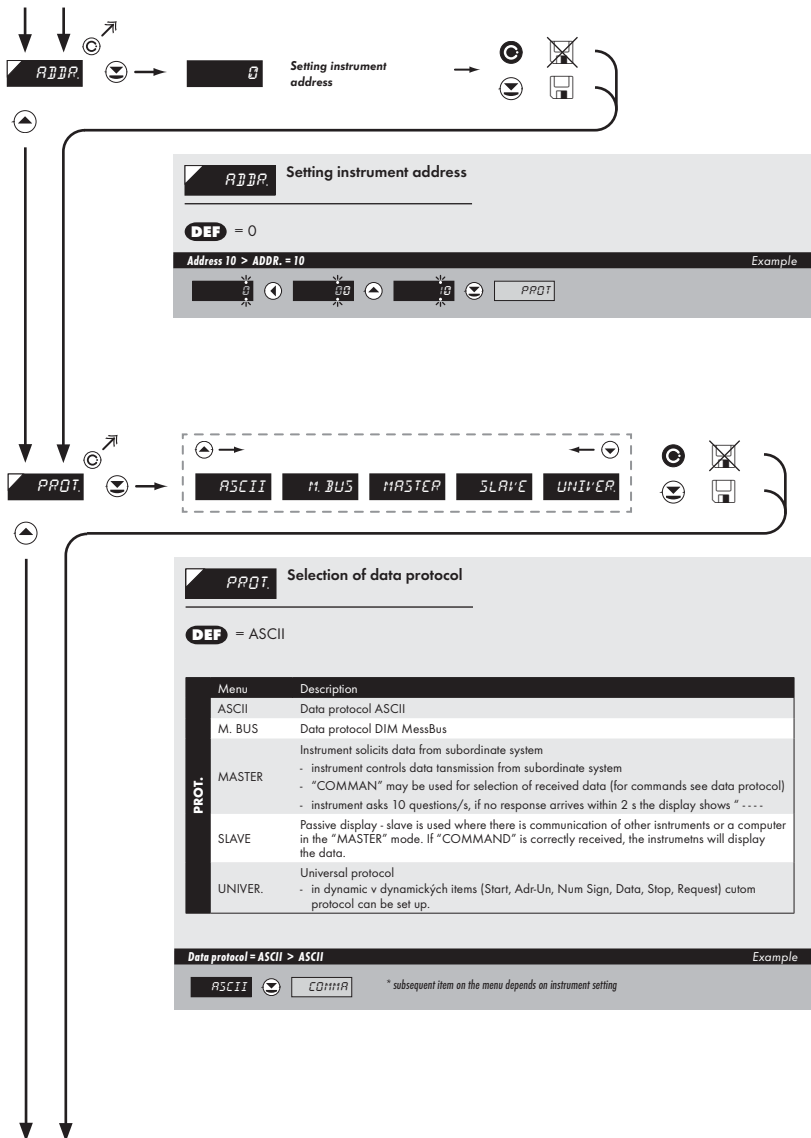 ADDR.
0
Setting instrument
address
ADDR.
Setting instrument address
DEF = 0
Address 10 > ADDR. = 10
Example
0
00
10
PROT
PROT.
ASCII
M. BUS
MASTER
SLAVE
UNIVER.
PROT.
Selection of data protocol
DEF = ASCII
PROT.
Menu Description
ASCII Data protocol ASCII
M. BUS Data protocol DIM MessBus
MASTER
Instrument solicits data from subordinate system
- instrument controls data tansmission from subordinate system
- "COMMAN" may be used for selection of received data (for commands see data protocol)
- instrument asks 10 questions/s, if no response arrives within 2 s the display shows " - - - -
SLAVE
Passive display - slave is used where there is communication of other isntruments or a computer
in the "MASTER" mode. If "COMMAND" is correctly received, the instrumetns will display
the data.
UNIVER.
Universal protocol
- in dynamic v dynamických items (Start, Adr-Un, Num Sign, Data, Stop, Request) cutom
protocol can be set up.
Data protocol = ASCII > ASCII
Example
ASCII
COMMA
* subsequent item on the menu depends on instrument setting